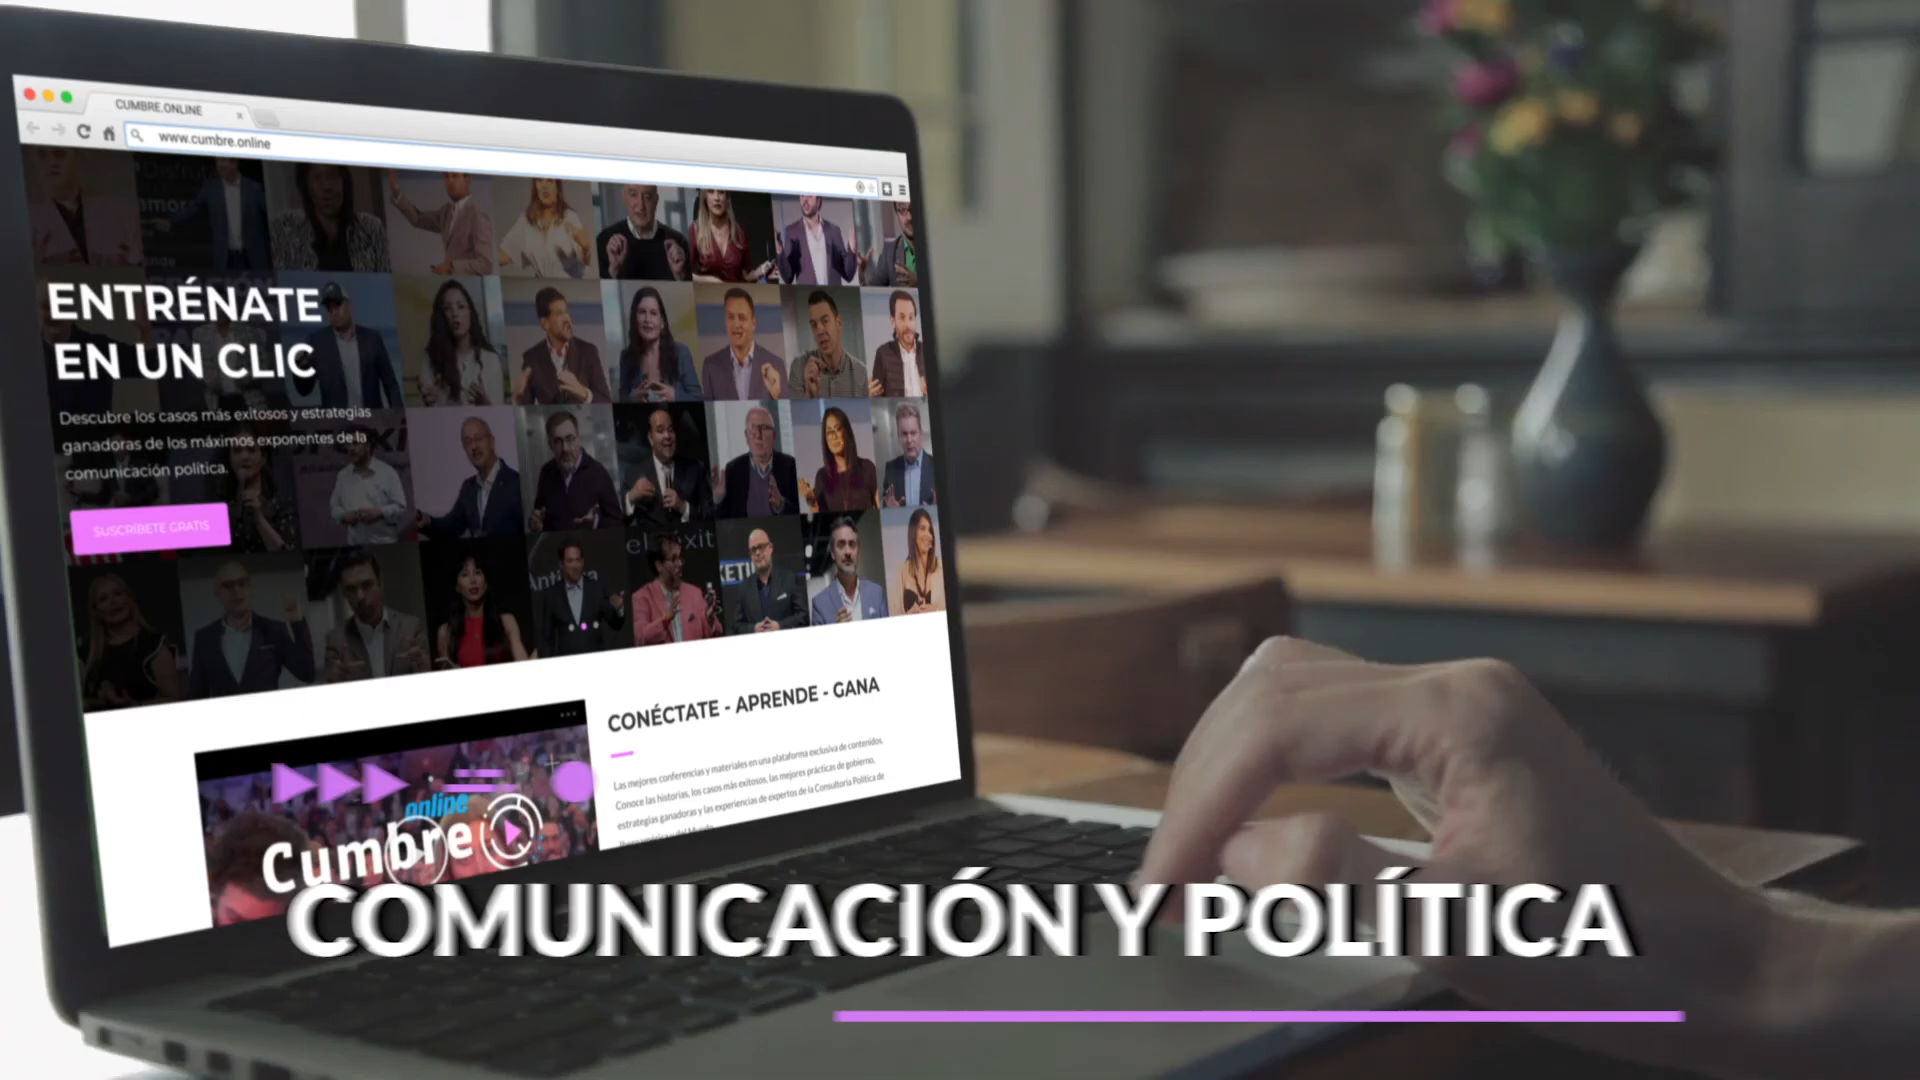 CUMBRE.ONLINE
www.cumbre.online
ENTRÉNATE
EN UN CLIC
Descubre los casos más exitosos y estrategias
ganadoras de los máximos exponentes de la
comunicación política.
SUSCRÍBETE GRATIS
CONÉCTATE - APRENDE - GANA
Las mejores conferencias y materiales en una plataforma exclusiva de contenidos.
Conoce las historias, los casos más exitosos, las mejores prácticas de gobierno,
estrategias ganadoras y las experiencias de expertos de la Consultoría Política de
online
Cumbre
COMUNICACIÓN Y POLÍTICA